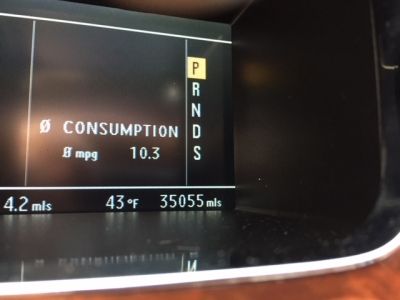 P
R
N
D
S
Ø CONSUMPTION
Ø mpg 10.3
4.2 mls 43°F 35055 mls